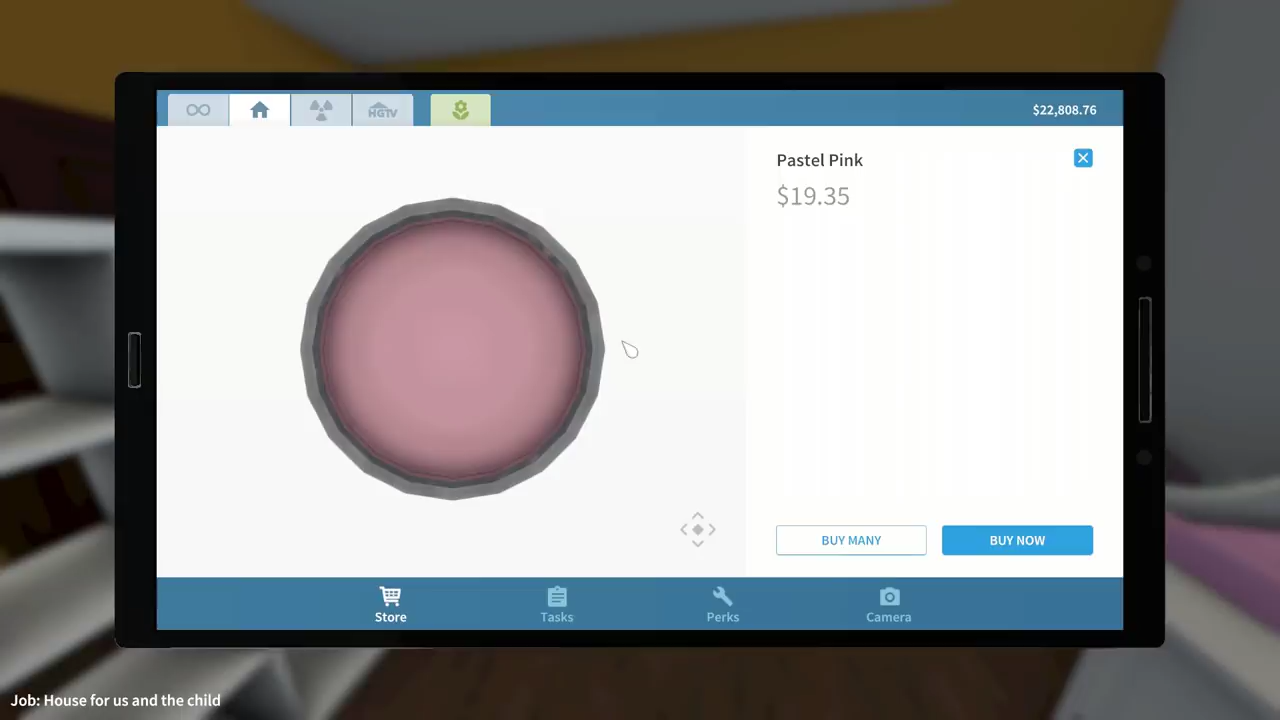 HGTV
$22,808.76
Pastel Pink
$19.35
BUY MANY
BUY NOW
Store
Tasks
Perks
Camera
Job: House for us and the child